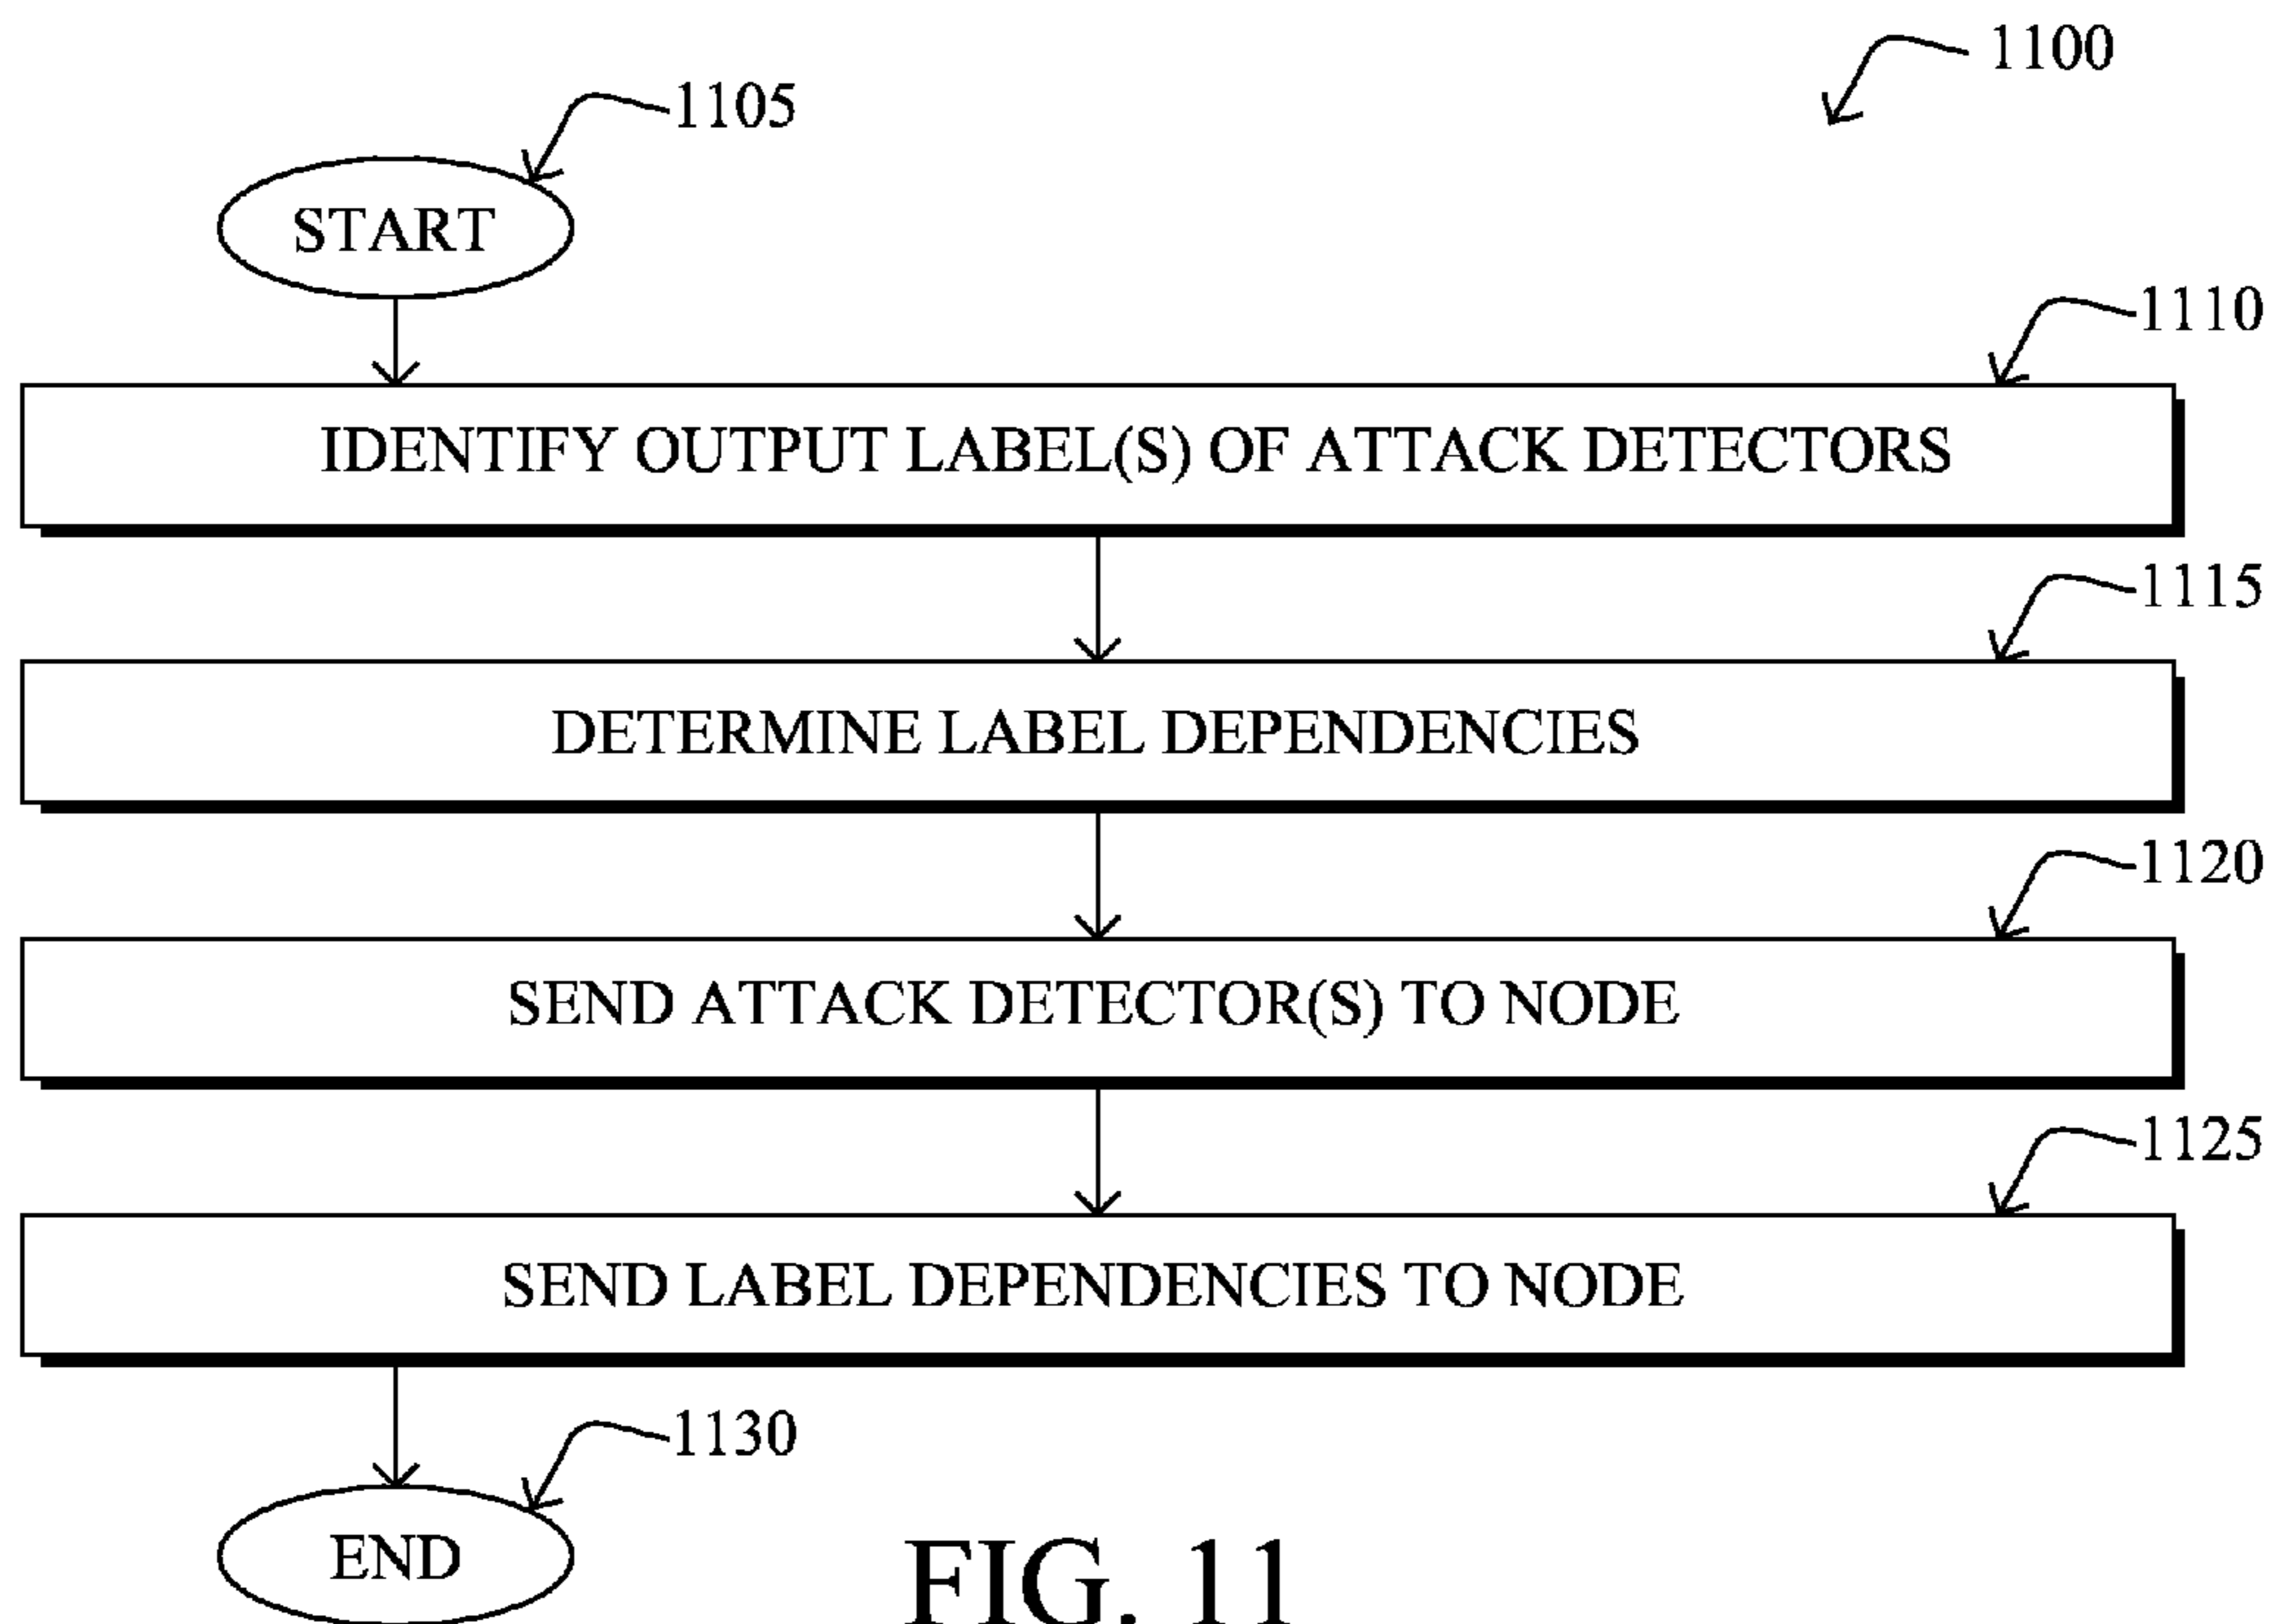 1100
1105
START
1110
IDENTIFY OUTPUT LABEL(S) OF ATTACK DETECTORS
1115
DETERMINE LABEL DEPENDENCIES
1120
SEND ATTACK DETECTOR(S) TO NODE
1125
SEND LABEL DEPENDENCIES TO NODE
1130
END
FIG. 11